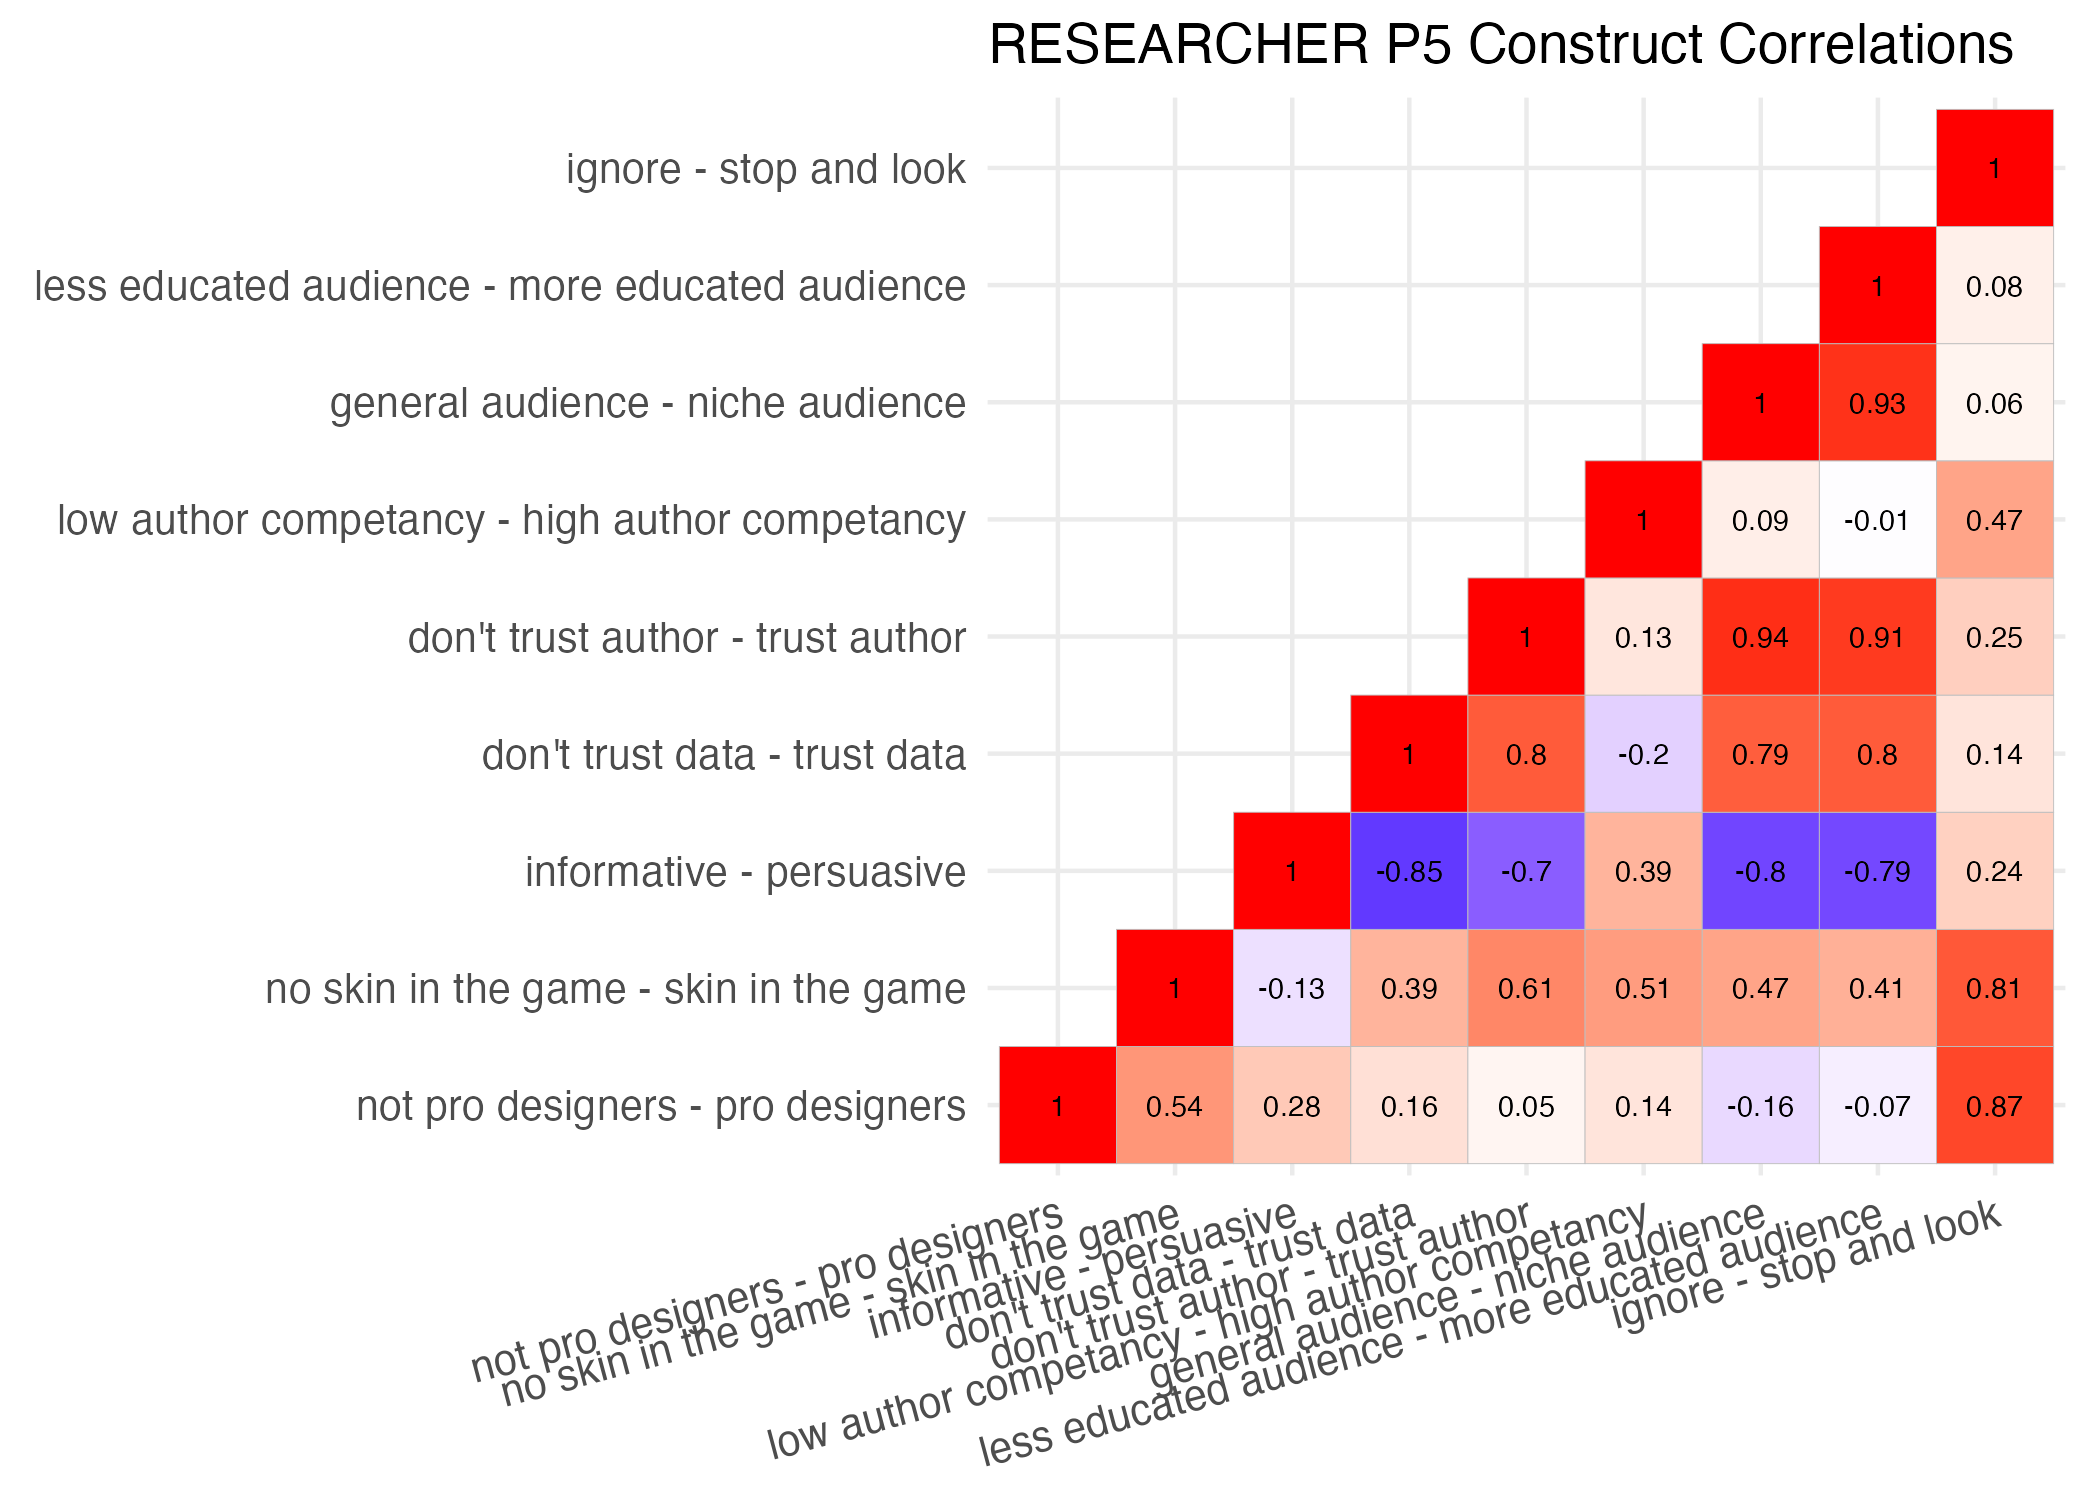 RESEARCHER P5 Construct Correlations
ignore - stop and look
1
less educated audience - more educated audience
1 0.08
general audience - niche audience
1 0.93 0.06
low author competancy - high author competancy
1 0.09 -0.01 0.47
don't trust author - trust author
1 0.13 0.94 0.91 0.25
don't trust data - trust data
1 0.8 -0.2 0.79 0.8 0.14
informative - persuasive
1 -0.85 -0.7 0.39 -0.8 -0.79 0.24
no skin in the game - skin in the game
1 -0.13 0.39 0.61 0.51 0.47 0.41 0.81
not pro designers - pro designers
1 0.54 0.28 0.16 0.05 0.14 -0.16 -0.07 0.87
not pro designers - pro designers
no skin in the game - skin in the game
informative - persuasive
don't trust data - trust data
don't trust author - trust author
low author competancy - high author competancy
general audience - niche audience
less educated audience - more educated audience
ignore - stop and look